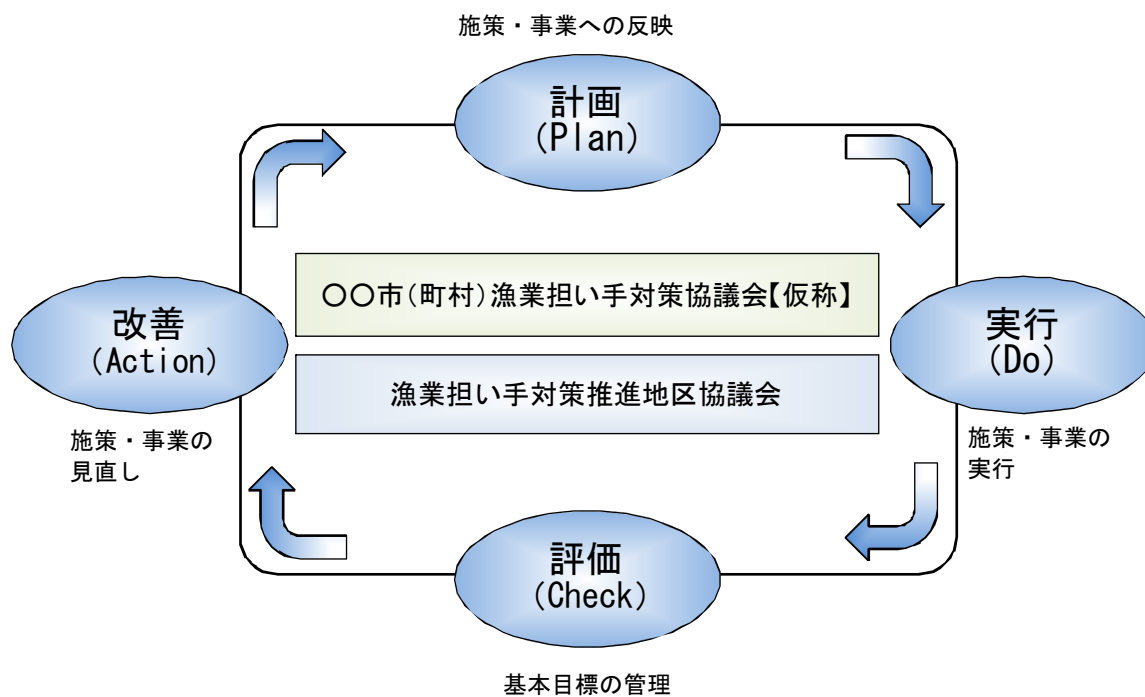 施策・事業への反映
計画
(Plan)
〇〇市(町村)漁業担い手対策協議会【仮称】
改善
(Action)
実行
(Do)
漁業担い手対策推進地区協議会
施策・事業の
見直し
施策・事業の
実行
評価
(Check)
基本目標の管理